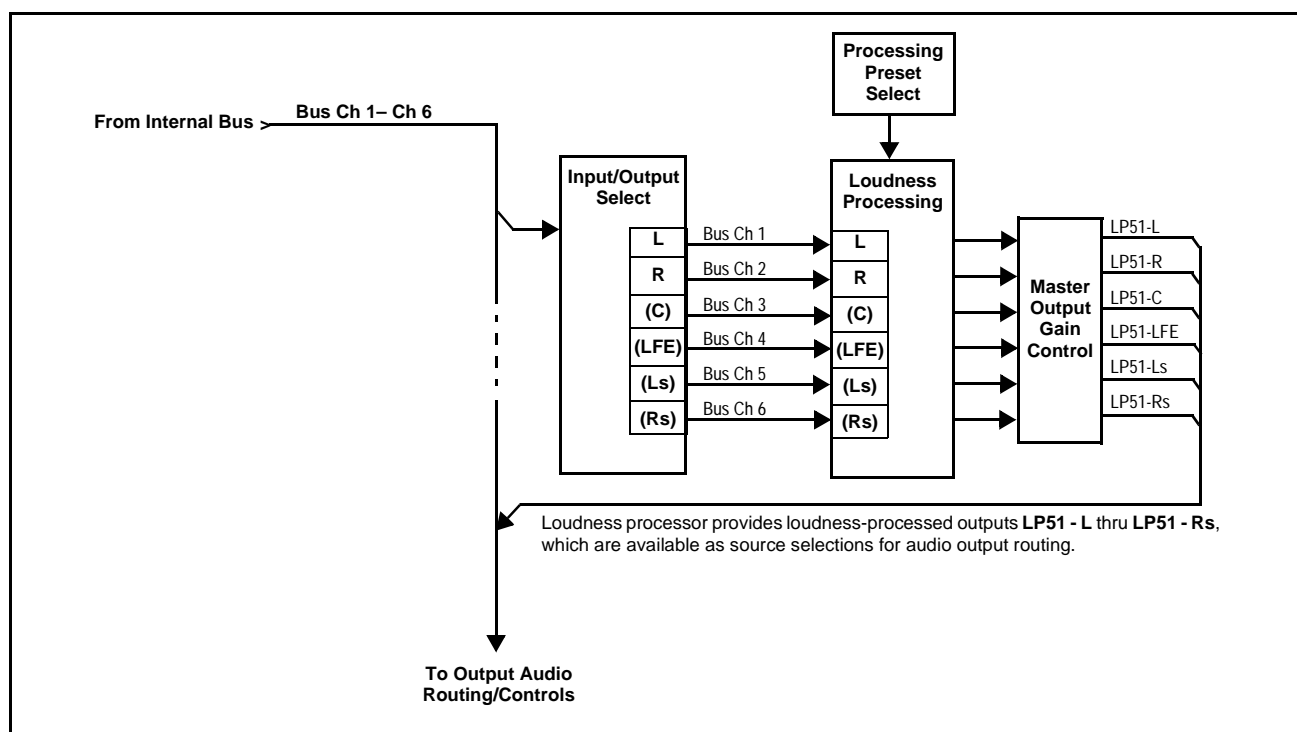 Processing
Preset
Select
Bus Ch 1– Ch 6
From Internal Bus >
Input/Output
Select
Loudness
Processing
L
Bus Ch 1
L
LP51-L
R
Bus Ch 2
R
LP51-R
(C)
Bus Ch 3
(C)
LP51-C
(LFE)
Bus Ch 4
(LFE)
LP51-LFE
(Ls)
Bus Ch 5
(Ls)
LP51-Ls
(Rs)
Bus Ch 6
(Rs)
LP51-Rs
Master
Output
Gain
Control
Loudness processor provides loudness-processed outputs LP51 - L thru LP51 - Rs,
which are available as source selections for audio output routing.
To Output Audio
Routing/Controls